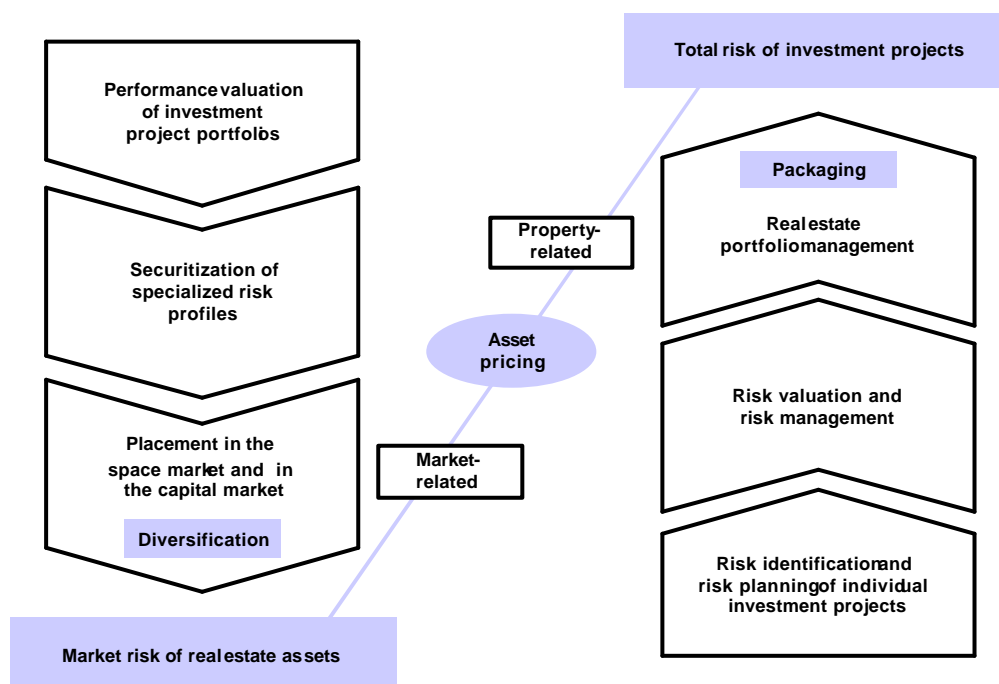 Total risk of investment projects
Performance valuation
of investment
project portfolios
Packaging
Real estate
portfolio management
Property-
related
Securitization of
specialized risk
profiles
Asset
pricing
Risk valuation and
risk management
Placement in the
space market and in
the capital market
Diversification
Market-
related
Risk identification and
risk planning of individual
investment projects
Market risk of real estate assets